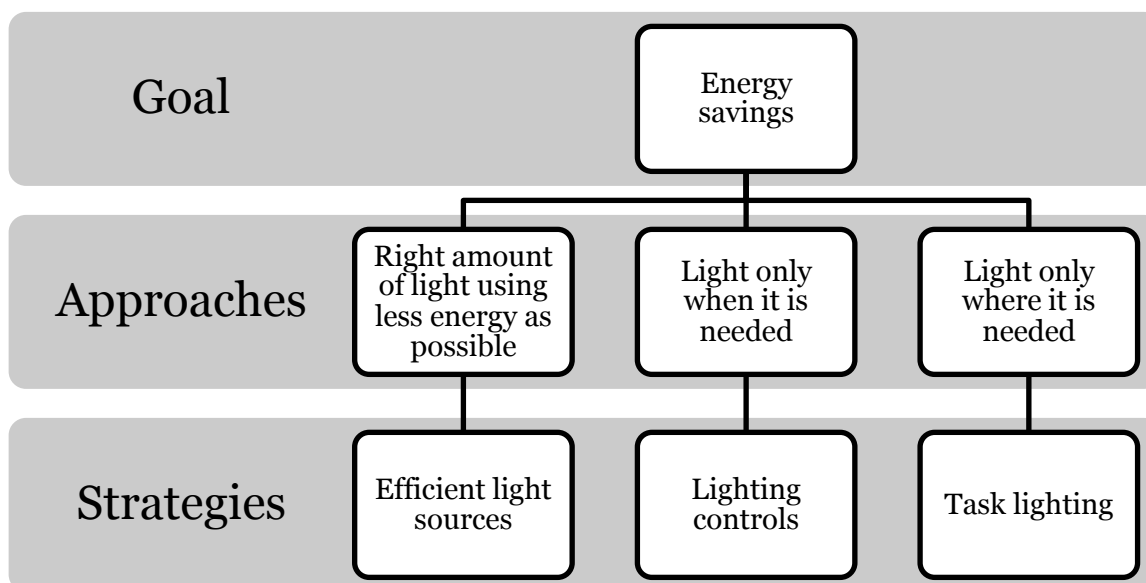 Goal
Energy
savings
Approaches
Right amount
of light using
less energy as
possible
Light only
when it is
needed
Light only
where it is
needed
Strategies
Efficient light
sources
Lighting
controls
Task lighting